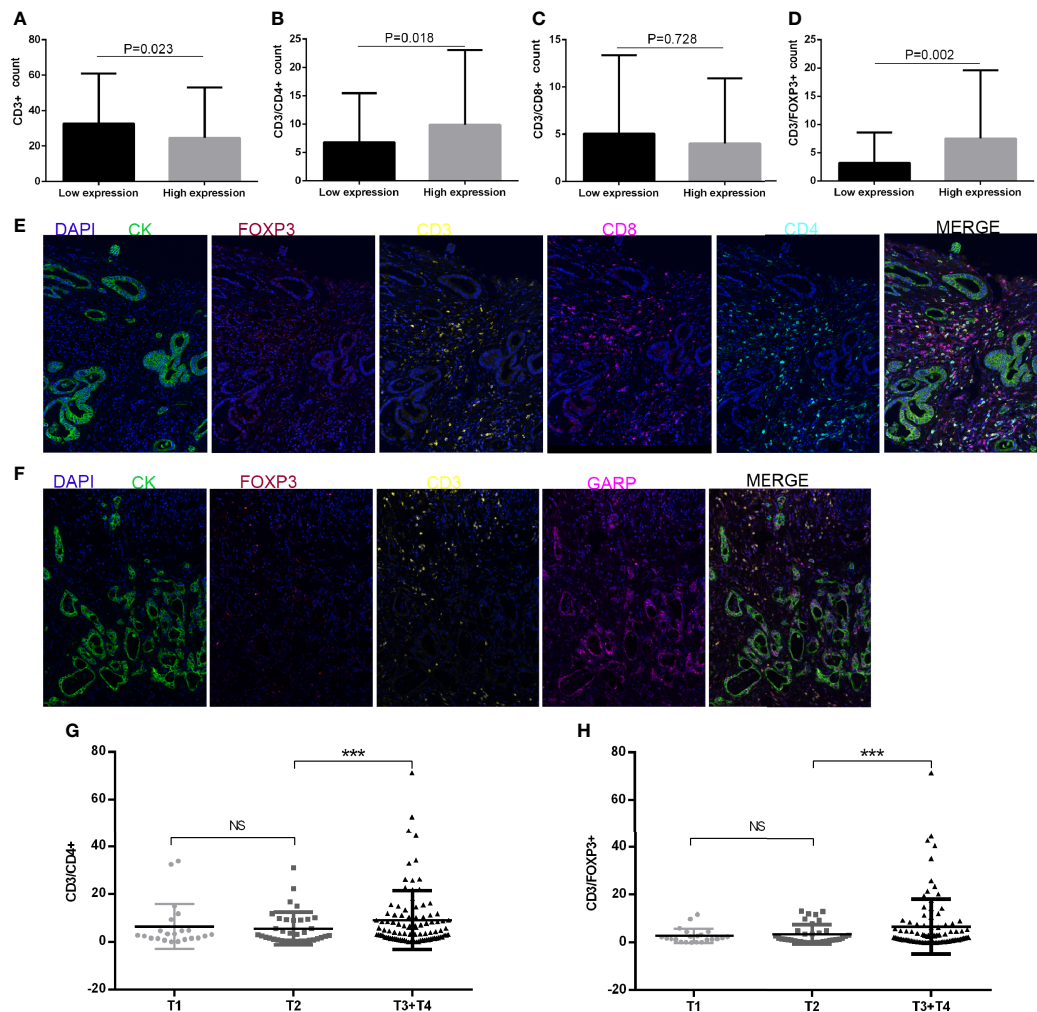 A
B
C
D
P=0.023
P=0.018
P=0.728
P=0.002
CD3+ count
80
60
40
20
0
Low expression
High expression
CD3/CD4+ count
25
20
15
10
5
0
Low expression
High expression
CD3/CD8+ count
15
10
5
0
Low expression
High expression
CD3/FOXP3+ count
25
20
15
10
5
0
Low expression
High expression
E
DAPI CK
FOXP3
CD3
CD8
CD4
MERGE
F
DAPI CK
FOXP3
CD3
GARP
MERGE
G
CD3/CD4+
80
60
40
20
0
-20
NS
***
T1
T2
T3+T4
H
CD3/FOXP3+
80
60
40
20
0
-20
NS
***
T1
T2
T3+T4